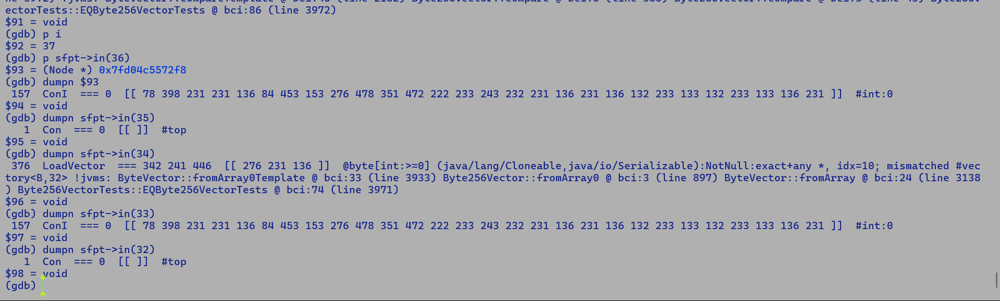 ectorTests::EQByte256VectorTests @ bci:86 (line 3972)
$91 = void
(gdb) p i
$92 = 37
(gdb) p sfpt->in(36)
$93 = (Node *) 0x7fd04c5572f8
(gdb) dumpn $93
157 ConI === 0 [[ 78 398 231 231 136 84 453 153 276 478 351 472 222 233 243 232 231 136 231 136 132 233 133 132 233 133 136 231 ]] #int:0
$94 = void
(gdb) dumpn sfpt->in(35)
1 Con === 0 [[ ]] #top
$95 = void
(gdb) dumpn sfpt->in(34)
376 LoadVector === 342 241 446 [[ 276 231 136 ]] @byte[int:>=0] (java/lang/Cloneable,java/io/Serializable):NotNull:exact+any *, idx=10; mismatched #vec
tory<B,32> !jvms: ByteVector::fromArray0Template @ bci:33 (line 3933) Byte256Vector::fromArray0 @ bci:3 (line 897) ByteVector::fromArray @ bci:24 (line 3138
) Byte256VectorTests::EQByte256VectorTests @ bci:74 (line 3971)
$96 = void
(gdb) dumpn sfpt->in(33)
157 ConI === 0 [[ 78 398 231 231 136 84 453 153 276 478 351 472 222 233 243 232 231 136 231 136 132 233 133 132 233 133 136 231 ]] #int:0
$97 = void
(gdb) dumpn sfpt->in(32)
1 Con === 0 [[ ]] #top
$98 = void
(gdb)